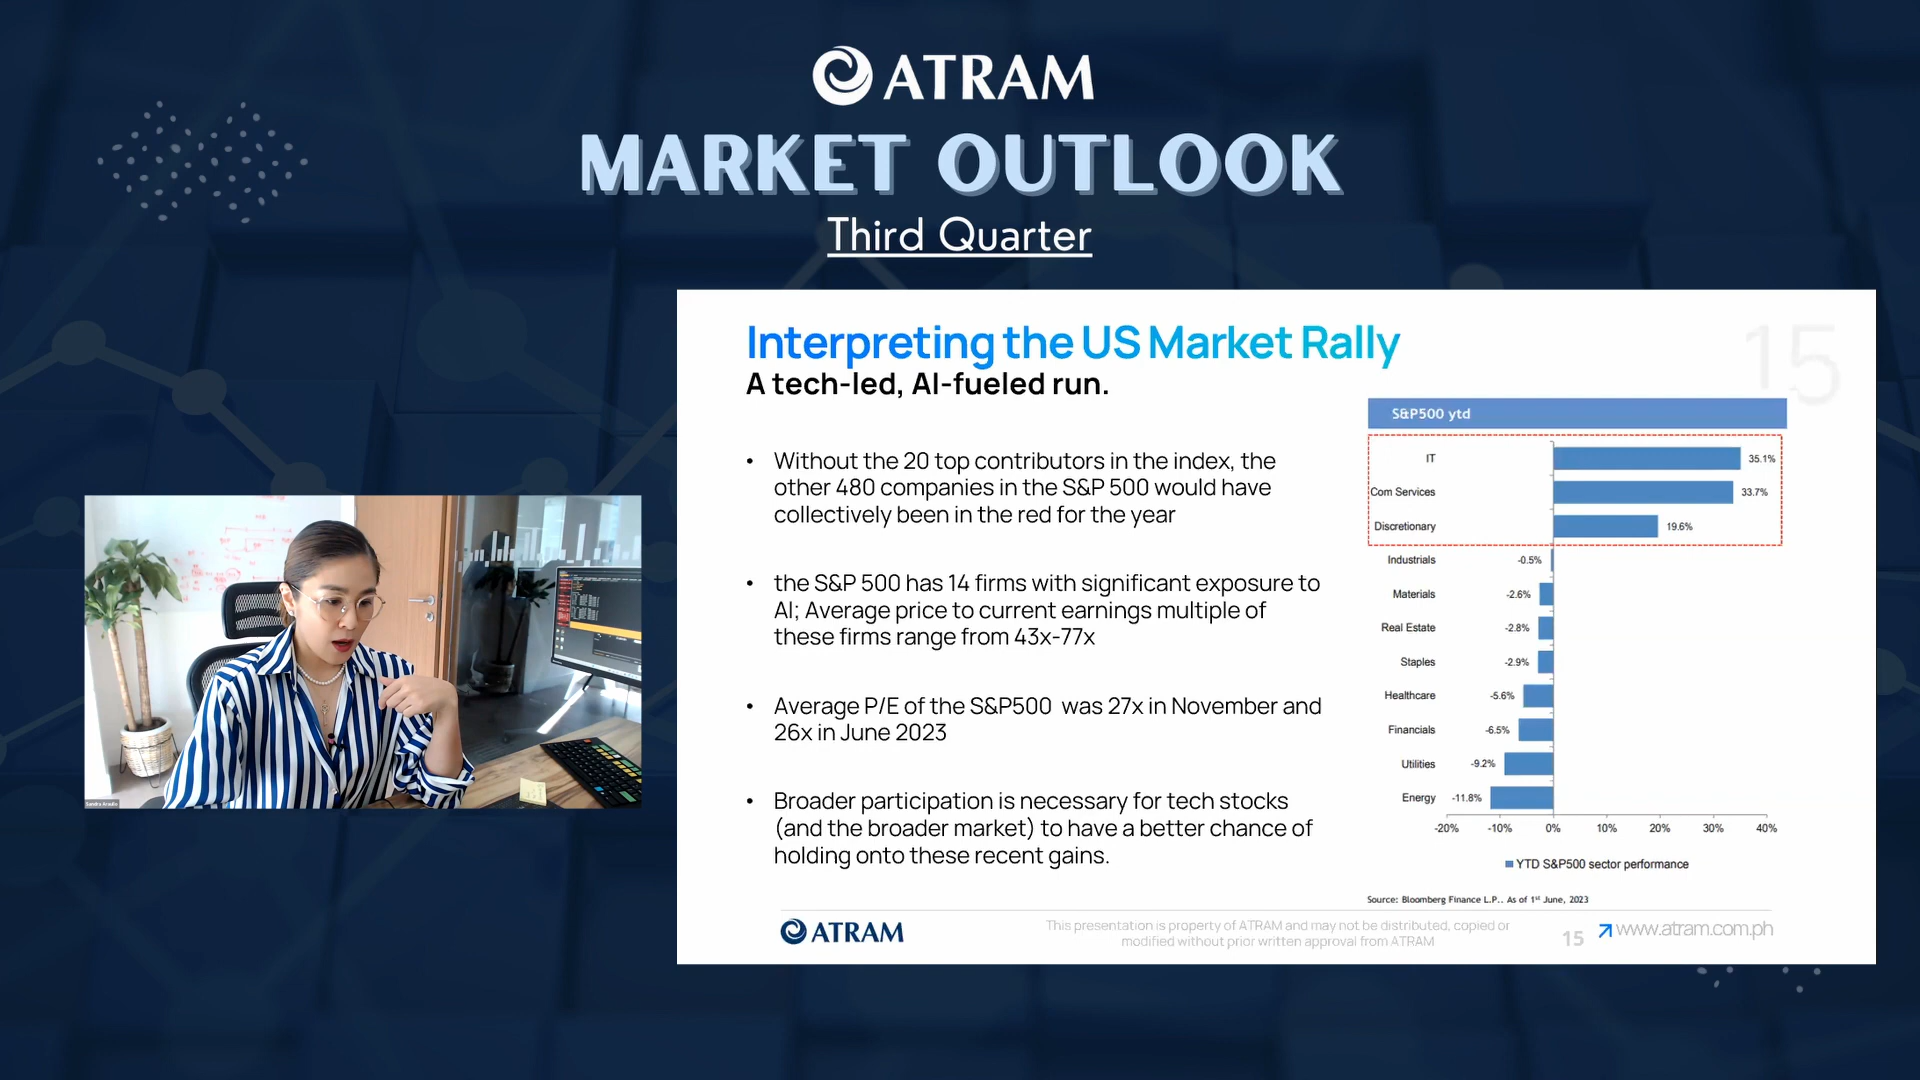 ATRAM
MARKET OUTLOOK
Third Quarter
Interpreting the US Market Rally
15
A tech-led, AI-fueled run.
• Without the 20 top contributors in the index, the
other 480 companies in the S&P 500 would have
collectively been in the red for the year
• the S&P 500 has 14 firms with significant exposure to
AI; Average price to current earnings multiple of
these firms range from 43x-77x
• Average P/E of the S&P500 was 27x in November and
26x in June 2023
• Broader participation is necessary for tech stocks
(and the broader market) to have a better chance of
holding onto these recent gains.
S&P500 ytd
IT 35.1%
Com Services 33.7%
Discretionary 19.6%
Industrials -0.5%
Materials -2.6%
Real Estate -2.8%
Staples -2.9%
Healthcare -5.6%
Financials -6.5%
Utilities -9.2%
Energy -11.8%
-20% -10% 0% 10% 20% 30% 40%
YTD S&P500 sector performance
Source: Bloomberg Finance L.P.. As of 1st June, 2023
ATRAM
This presentation is property of ATRAM and may not be distributed, copied or
modified without prior written approval from ATRAM
15
www.atram.com.ph
Sandra Araullo